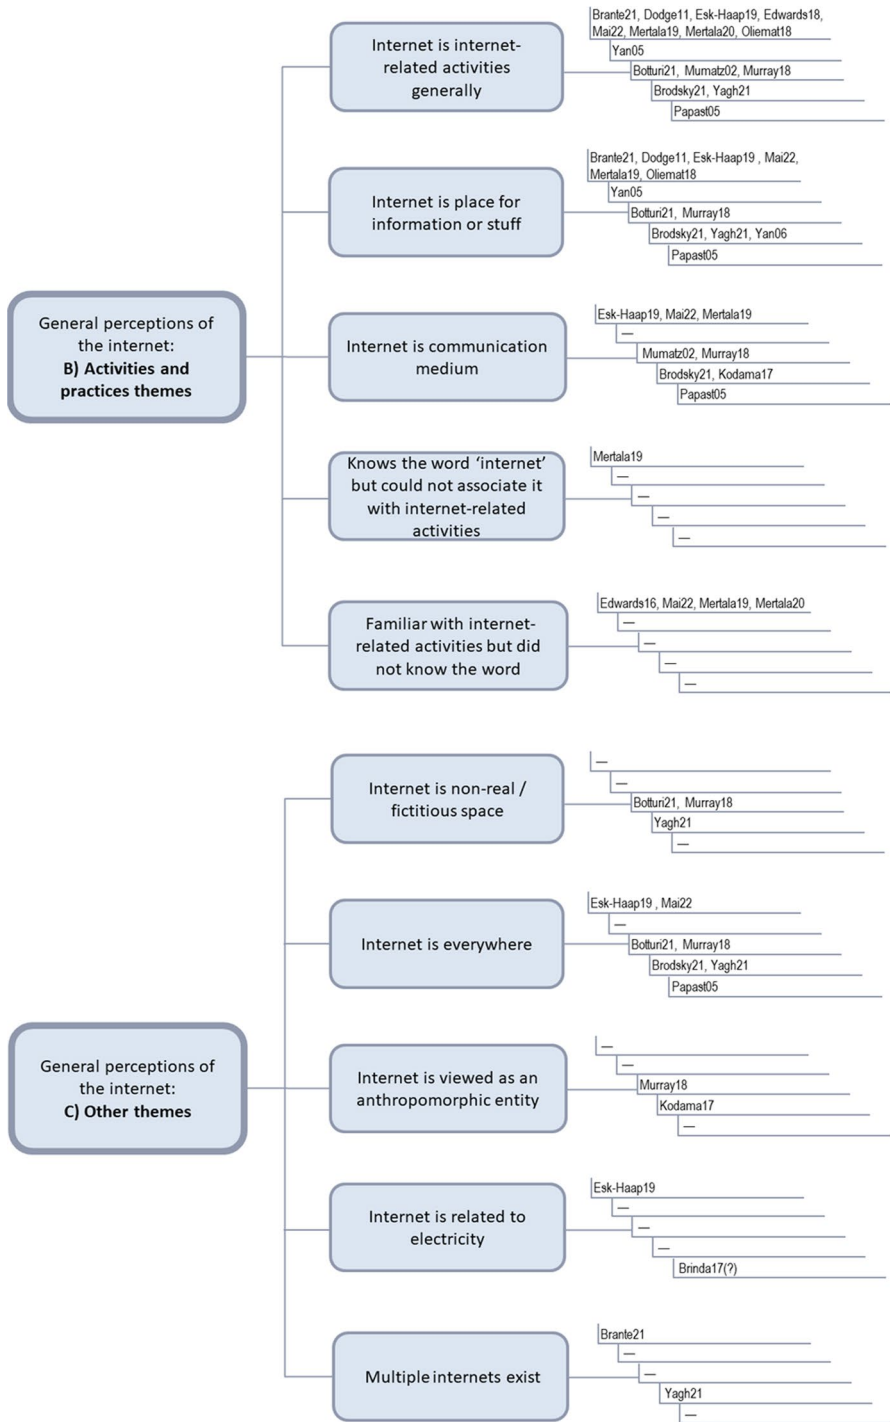 Internet is internet-
related activities
generally
Brante21, Dodge11, Esk-Haap19, Edwards18,
Mai22, Mertala19, Mertala20, Oliemat18
Yan05
Botturi21, Mumatz02, Murray18
Brodsky21, Yagh21
Papast05
Internet is place for
information or stuff
Brante21, Dodge11, Esk-Haap19 , Mai22,
Mertala19, Oliemat18
Yan05
Botturi21, Murray18
Brodsky21, Yagh21, Yan06
Papast05
General perceptions of
the internet:
B) Activities and
practices themes
Internet is communication
medium
Esk-Haap19, Mai22, Mertala19
—
Mumatz02, Murray18
Brodsky21, Kodama17
Papast05
Knows the word ‘internet’
but could not associate it
with internet-related
activities
Mertala19
—
—
—
—
Familiar with internet-
related activities but did
not know the word
Edwards16, Mai22, Mertala19, Mertala20
—
—
—
—
Internet is non-real /
fictitious space
—
—
Botturi21, Murray18
Yagh21
—
Internet is everywhere
Esk-Haap19 , Mai22
—
Botturi21, Murray18
Brodsky21, Yagh21
Papast05
General perceptions of
the internet:
C) Other themes
Internet is viewed as an
anthropomorphic entity
—
—
Murray18
Kodama17
—
Internet is related to
electricity
Esk-Haap19
—
—
—
Brinda17(?)
Multiple internets exist
Brante21
—
—
Yagh21
—